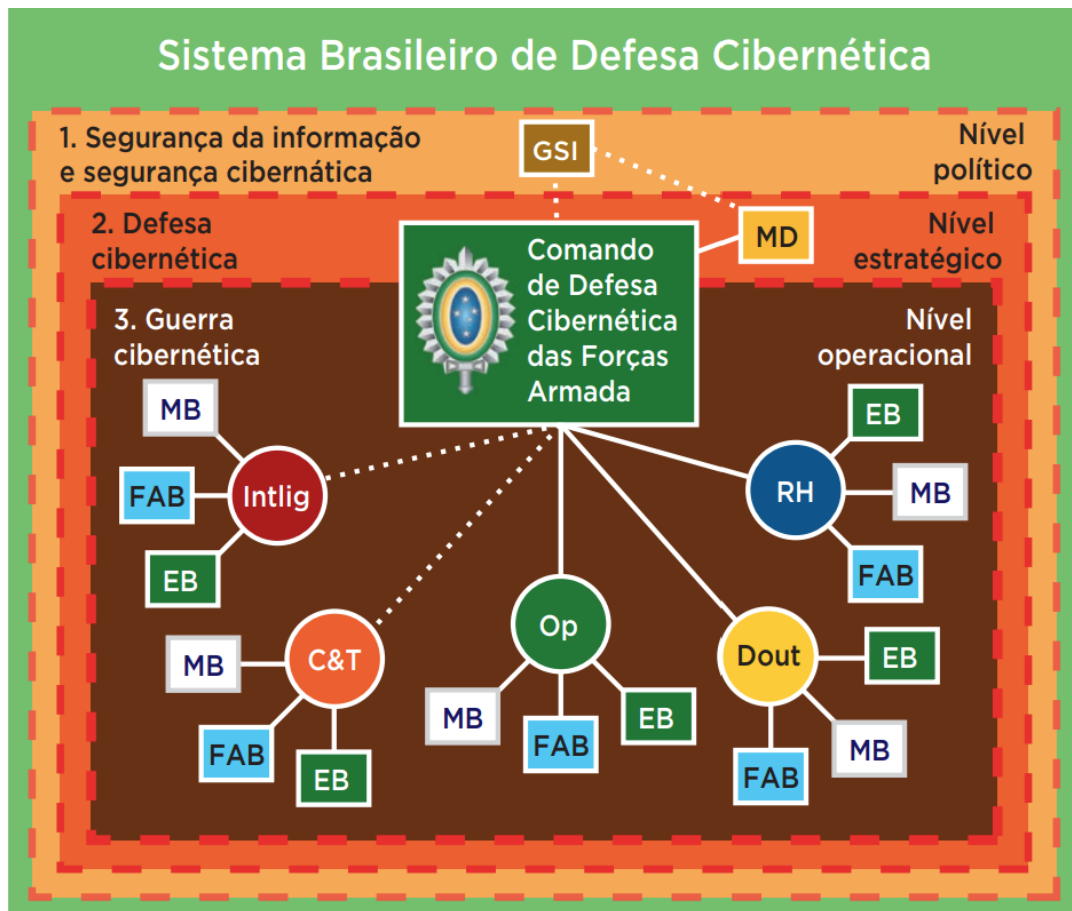 Sistema Brasileiro de Defesa Cibernética
1. Segurança da informação
e segurança cibernática
GSI
Nível
político
2. Defesa
cibernética
MD
Nível
estratégico
Comando
de Defesa
Cibernética
das Forças
Armada
3. Guerra
cibernética
Nível
operacional
MB
FAB
EB
Intlig
EB
MB
FAB
RH
MB
FAB
EB
C&T
Op
MB
FAB
EB
Dout
EB
MB
FAB